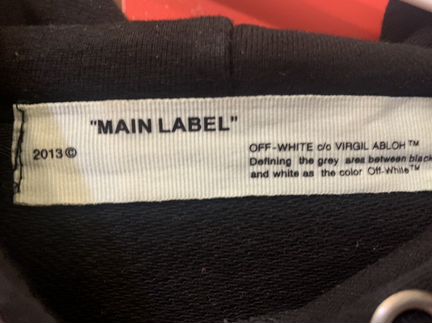 "MAIN LABEL"
2013©
OFF-WHITE c/o VIRGIL ABLOH™
Defining the grey area between black
and white as the color Off-White™